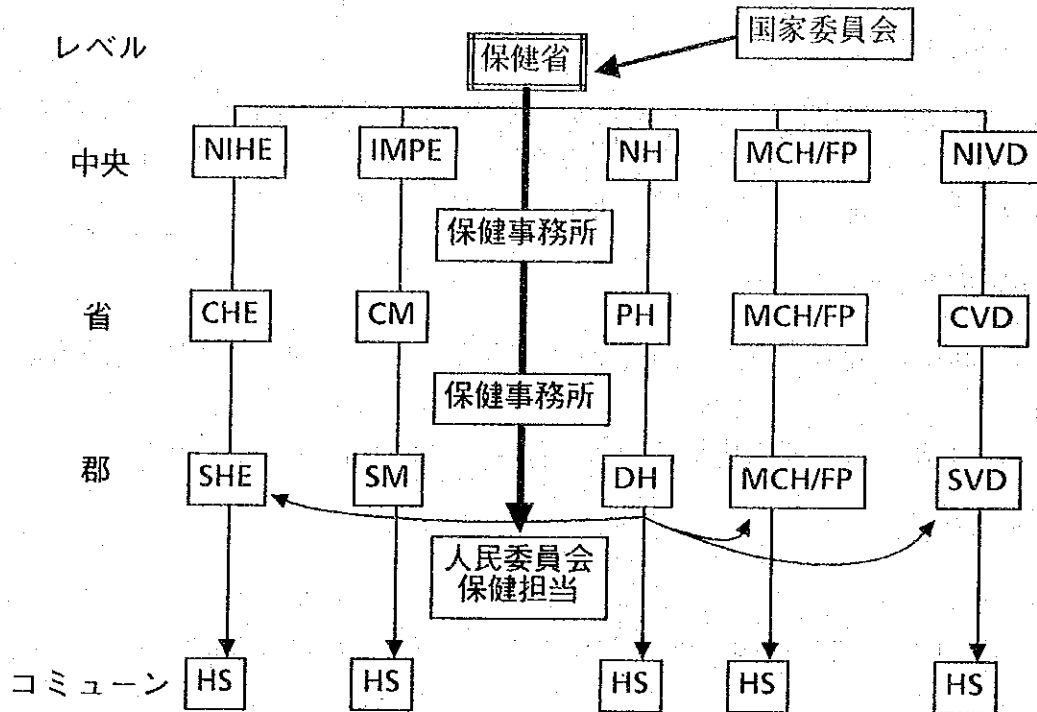 レベル
保健省
国家委員会
中央
NIHE
IMPE
NH
MCH/FP
NIVD
保健事務所
省
CHE
CM
PH
MCH/FP
CVD
保健事務所
郡
SHE
SM
DH
MCH/FP
SVD
人民委員会
保健担当
コミューン
HS
HS
HS
HS
HS